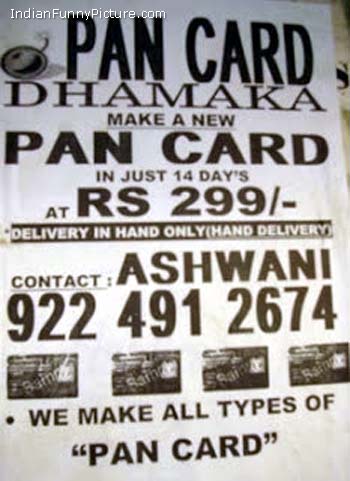 IndianFunnyPicture.com
PAN CARD
DHAMAKA
MAKE A NEW
PAN CARD
IN JUST 14 DAY'S
AT RS 299/-
DELIVERY IN HAND ONLY(HAND DELIVERY)
CONTACT : ASHWANI
922 491 2674
• WE MAKE ALL TYPES OF
"PAN CARD"